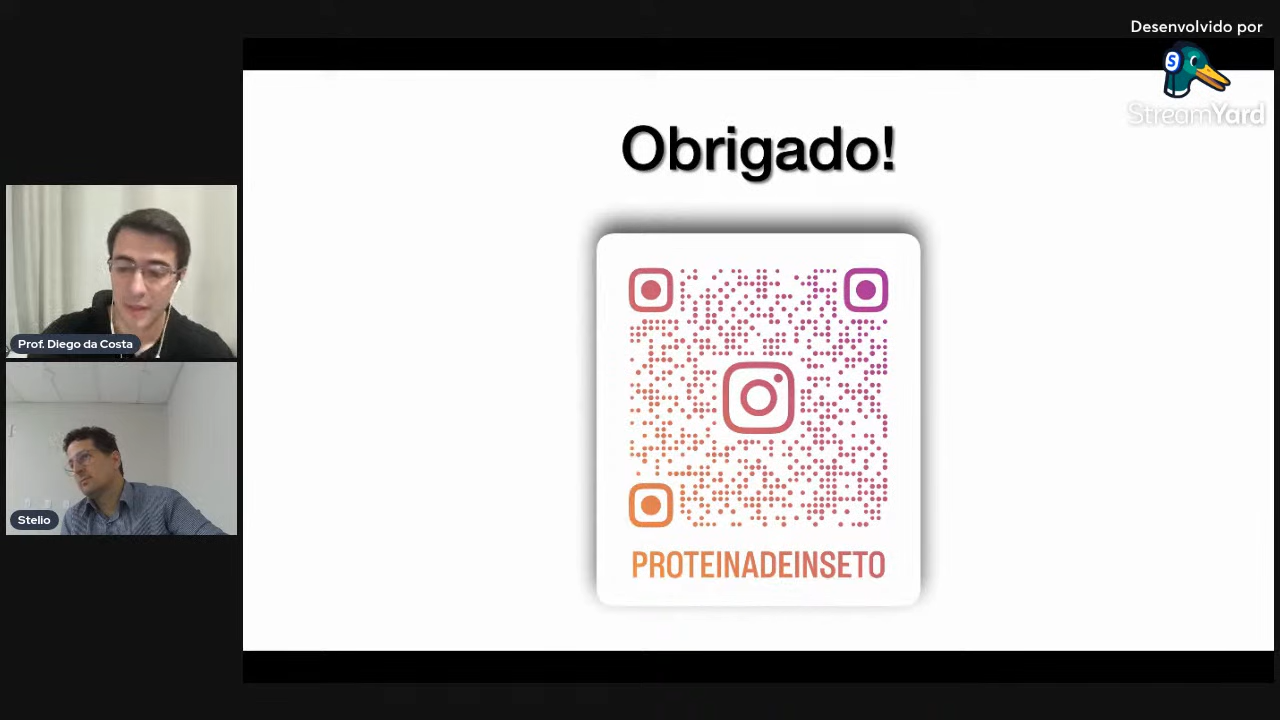 Desenvolvido por
StreamYard
Obrigado!
PROTEINADEINSETO
Prof. Diego da Costa
Stelio